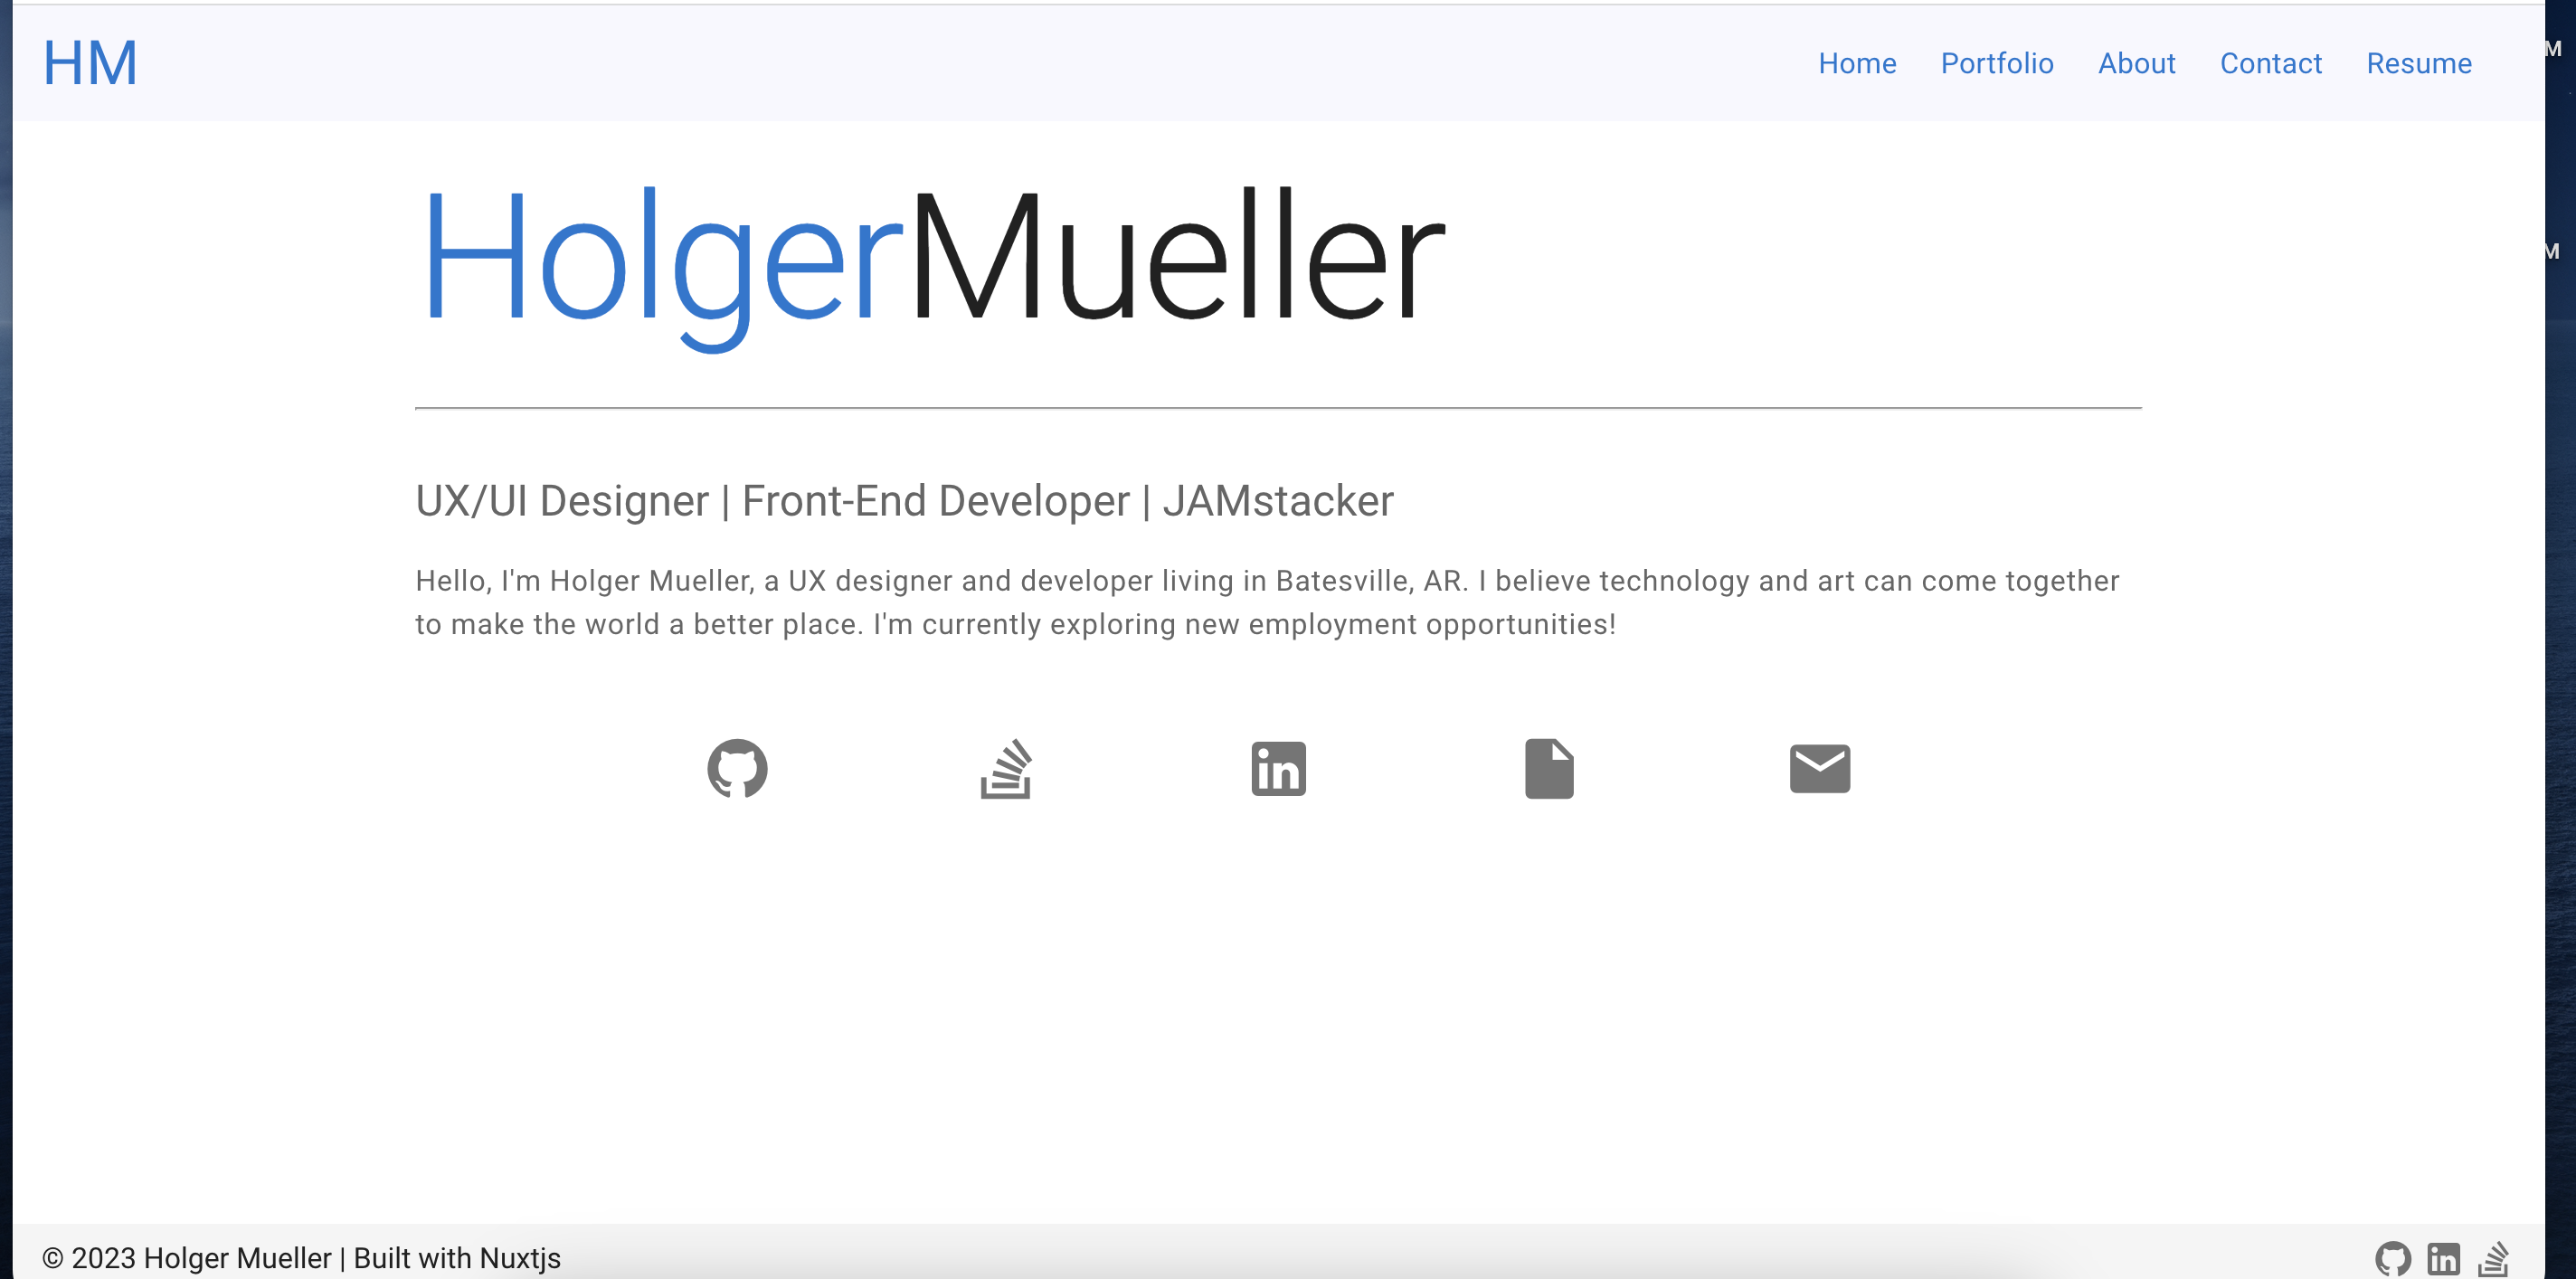 HM
Home Portfolio About Contact Resume
M
HolgerMueller
M
UX/UI Designer | Front-End Developer | JAMstacker
Hello, I'm Holger Mueller, a UX designer and developer living in Batesville, AR. I believe technology and art can come together
to make the world a better place. I'm currently exploring new employment opportunities!
in
© 2023 Holger Mueller | Built with Nuxtjs
in